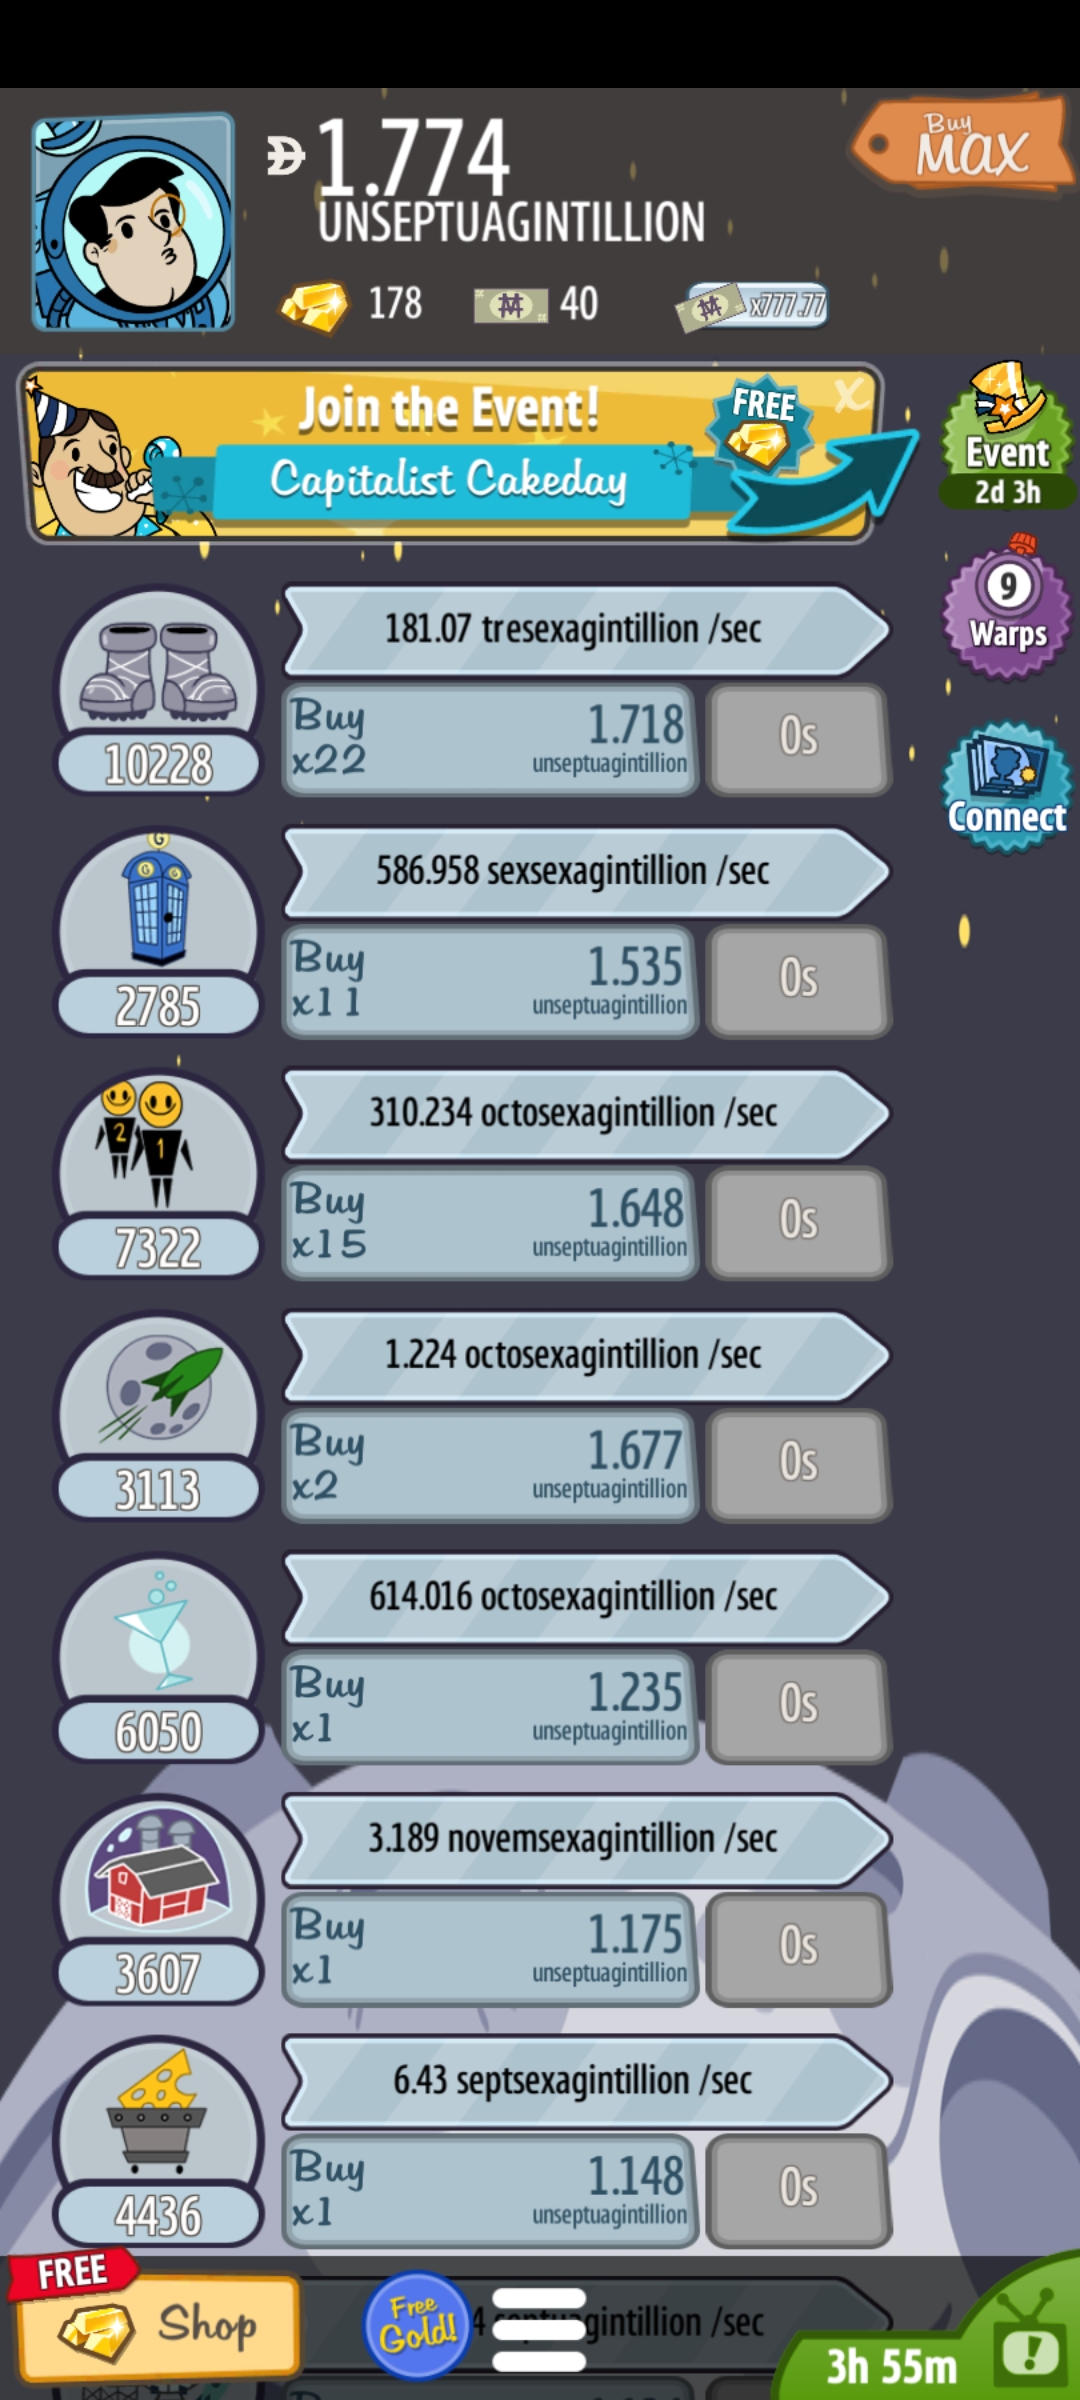 1.774
UNSEPTUAGINTILLION
Buy
MAX
178
40
x777.77
Join the Event!
Capitalist Cakeday
FREE
x
Event
2d 3h
9
Warps
Connect
181.07 tresexagintillion /sec
Buy
x22
1.718
unseptuagintillion
0s
10228
586.958 sexsexagintillion /sec
Buy
x11
1.535
unseptuagintillion
0s
G
G G
2785
310.234 octosexagintillion /sec
Buy
x15
1.648
unseptuagintillion
0s
2 1
7322
1.224 octosexagintillion /sec
Buy
x2
1.677
unseptuagintillion
0s
3113
614.016 octosexagintillion /sec
Buy
x1
1.235
unseptuagintillion
0s
6050
3.189 novemsexagintillion /sec
Buy
x1
1.175
unseptuagintillion
0s
3607
6.43 septsexagintillion /sec
Buy
x1
1.148
unseptuagintillion
0s
4436
FREE
Shop
Free
Gold!
/sec
3h 55m
!